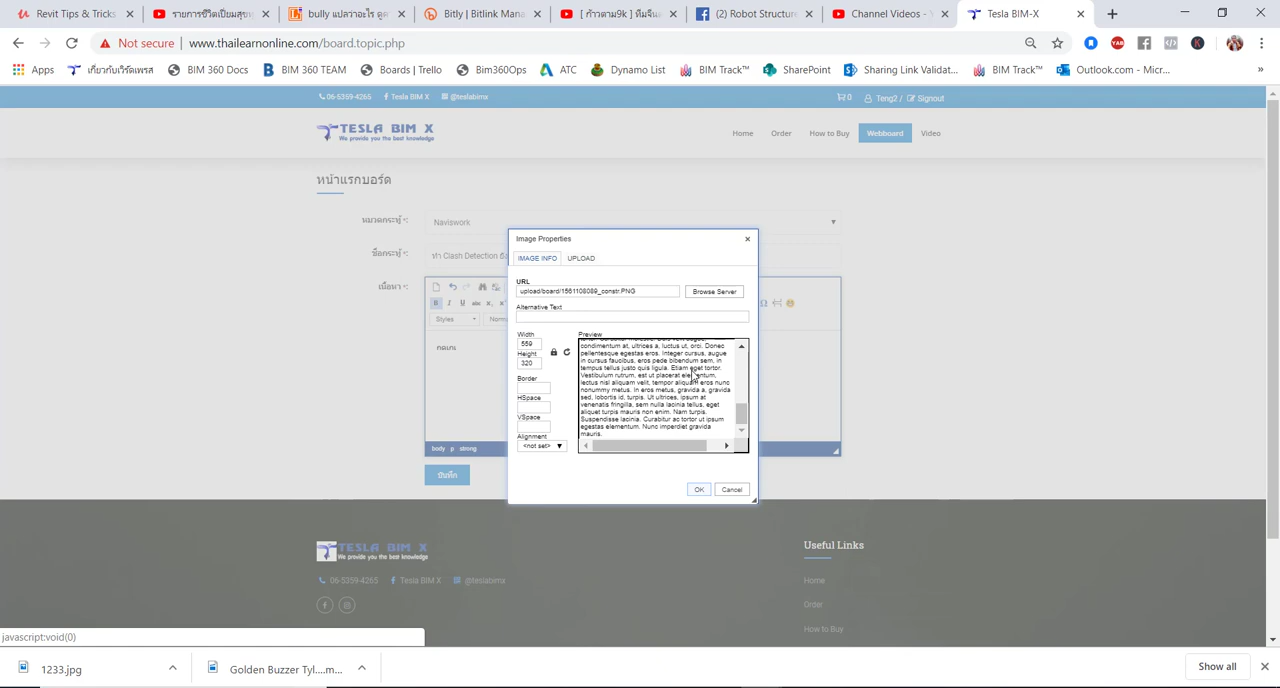 Revit Tips & Tricks
รายการชีวิตเปี่ยมสุข
bully แปลว่าอะไร ดูคว
Bitly | Bitlink Mana
[ กำตาม9k ] ทีมจีนแ
(2) Robot Structure
Channel Videos - Y
Tesla BIM-X
Not secure | www.thailearnonline.com/board.topic.php
Apps
เกี่ยวกับเวิร์ดเพรส
BIM 360 Docs
BIM 360 TEAM
Boards | Trello
Bim360Ops
ATC
Dynamo List
BIM Track™
SharePoint
Sharing Link Validat...
BIM Track™
Outlook.com - Micr...
06-5359-4265
Tesla BIM X
@teslabimx
0
Teng2 /
Signout
TESLA BIM X
We provide you the best knowledge
Home
Order
How to Buy
Webboard
Video
หน้าแรกบอร์ด
หมวดกระทู้ *:
Naviswork
ชื่อกระทู้ *:
ทำ Clash Detection
เนื้อหา *:
Styles
body p strong
บันทึก
Image Properties
IMAGE INFO
UPLOAD
URL
upload/board/1561108089_constr.PNG
Browse Server
Alternative Text
Width
559
Height
320
Border
HSpace
VSpace
Alignment
<not set>
Preview
condimentum at, ultrices a, luctus ut, orci. Donec
pellentesque egestas eros. Integer cursus, augue
in cursus faucibus, eros pede bibendum sem, in
tempus tellus justo quis ligula. Etiam eget tortor.
Vestibulum rutrum, est ut placerat elementum,
lectus nisl aliquam velit, tempor aliquam eros nunc
nonummy metus. In eros metus, gravida a, gravida
sed, lobortis id, turpis. Ut ultrices, ipsum at
venenatis fringilla, sem nulla lacinia tellus, eget
aliquet turpis mauris non enim. Nam turpis.
Suspendisse lacinia. Curabitur ac tortor ut ipsum
egestas elementum. Nunc imperdiet gravida
mauris.
OK
Cancel
TESLA BIM X
We provide you the best knowledge
06-5359-4265
Tesla BIM X
@teslabimx
Useful Links
Home
Order
How to Buy
javascript:void(0)
1233.jpg
Golden Buzzer Tyl....m...
Show all